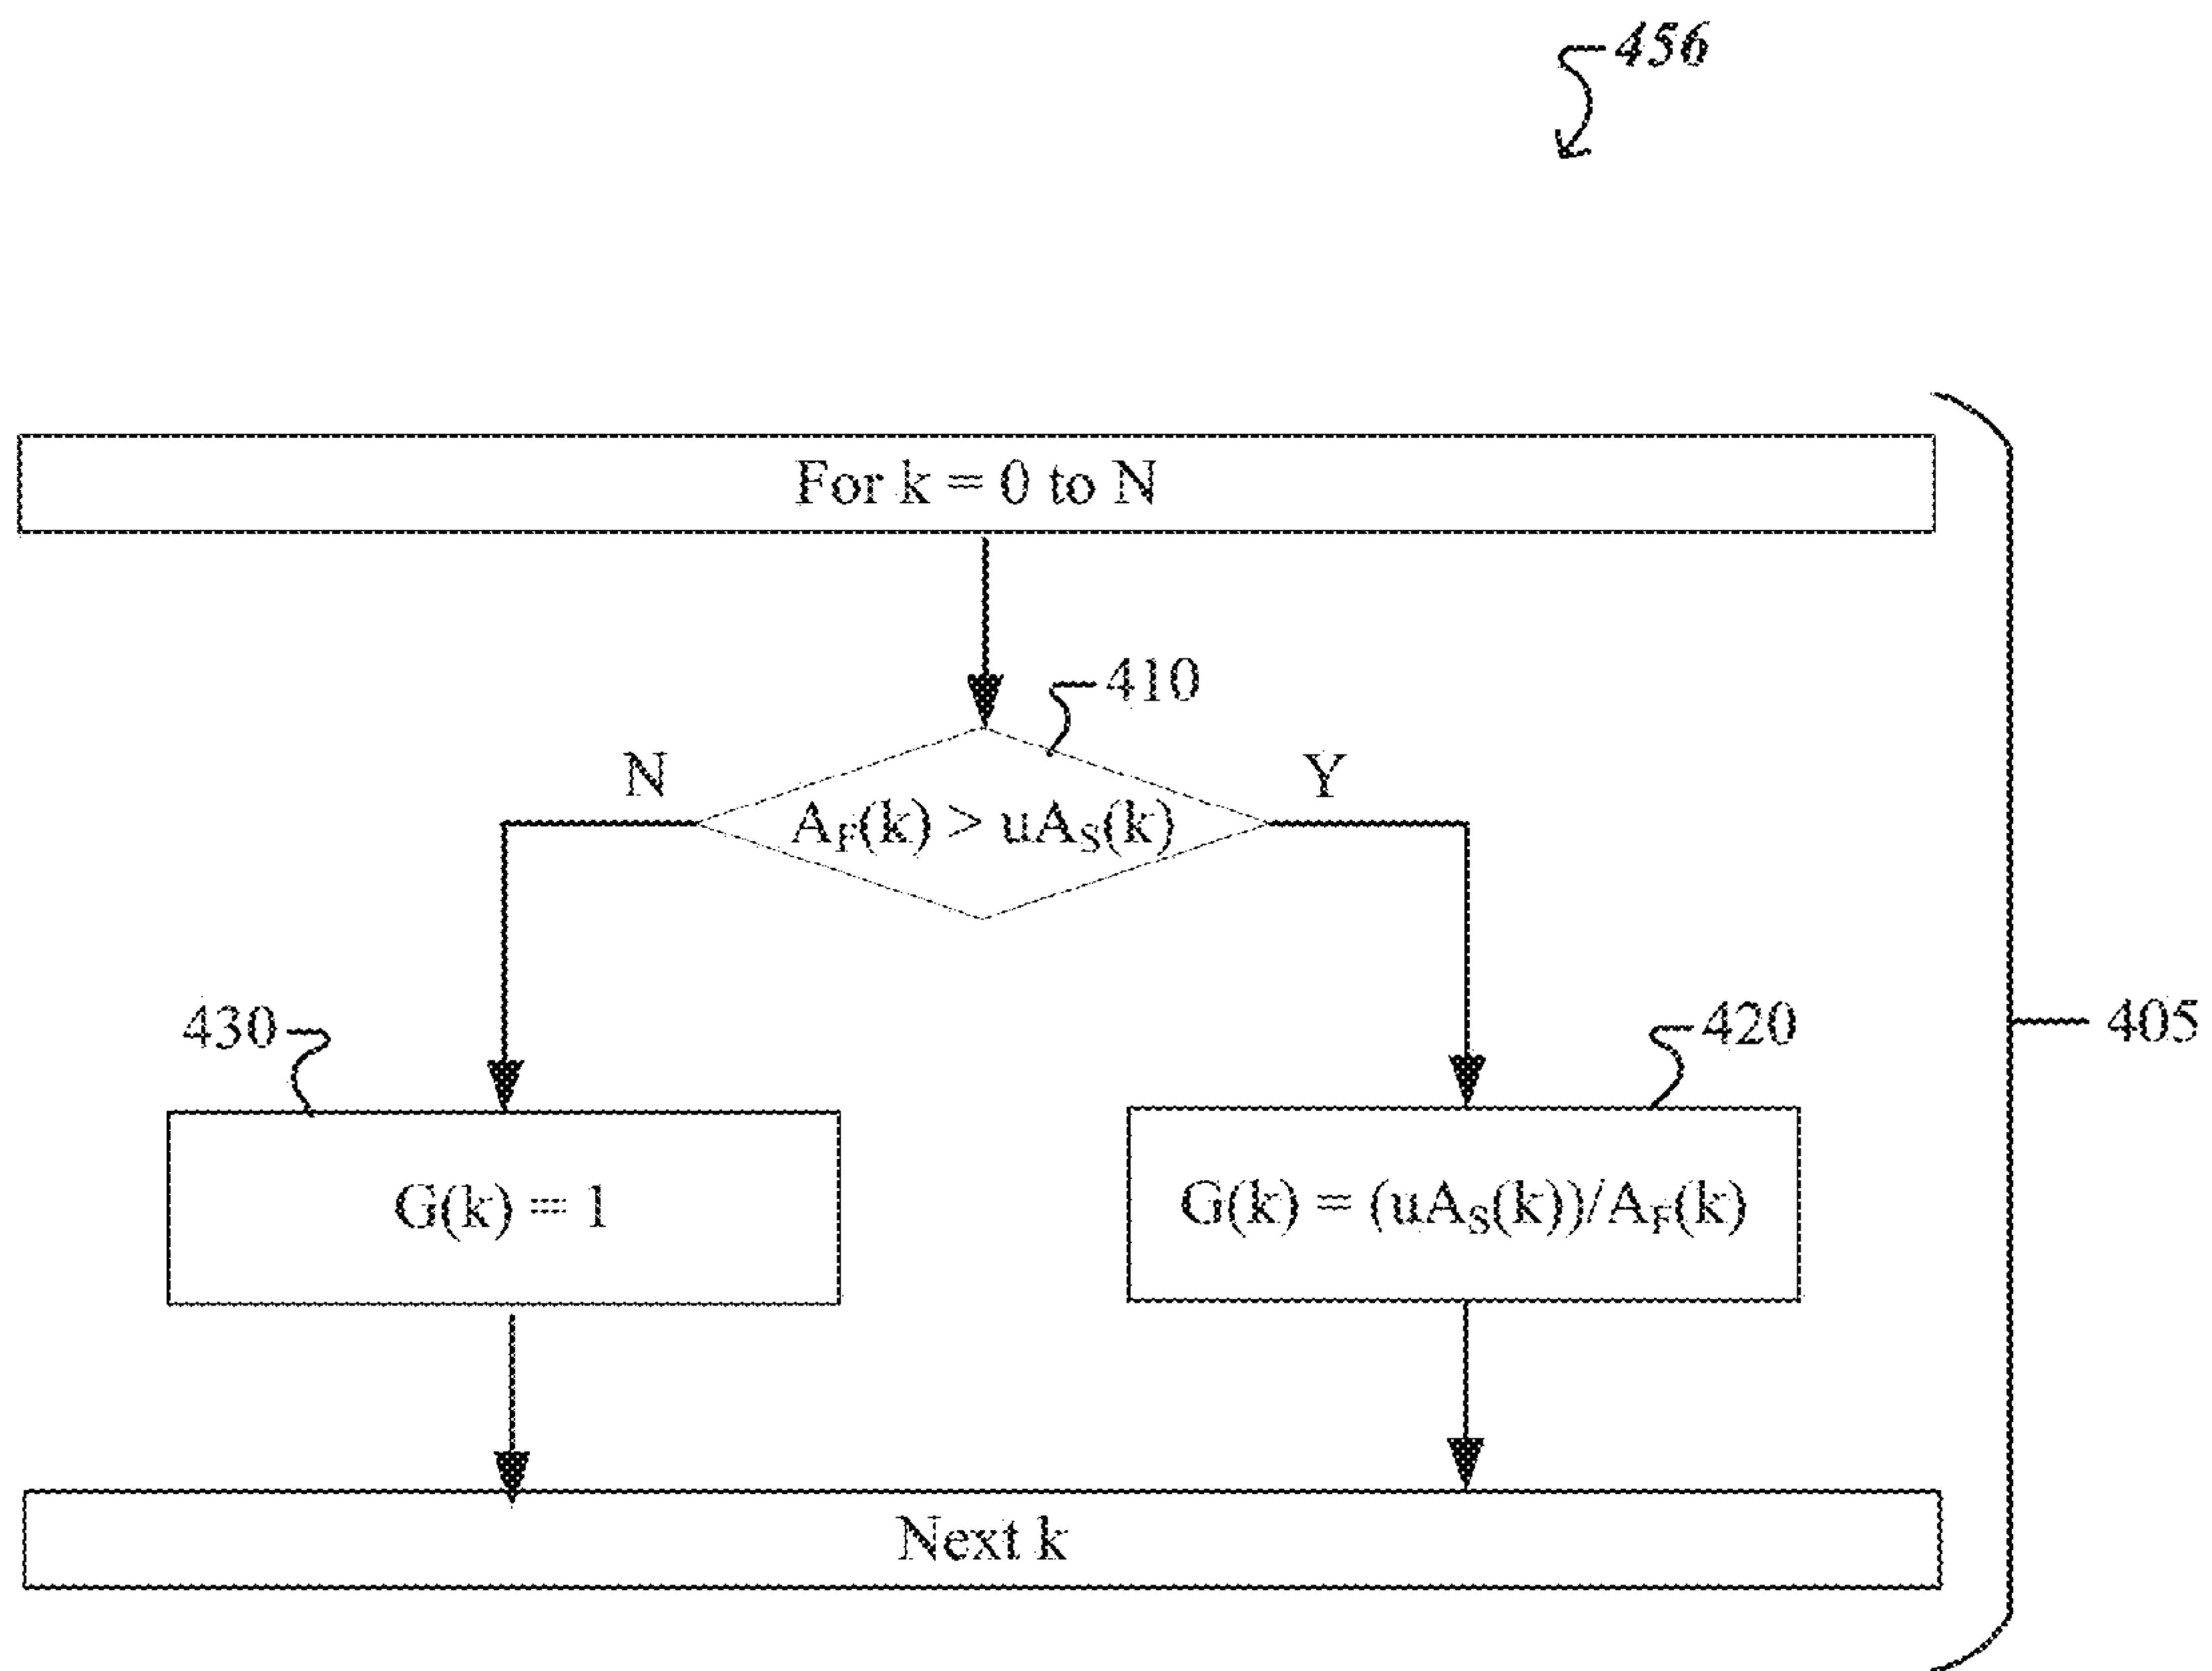 456
For k = 0 to N
410
N
Y
A_F(k) > uA_S(k)
430
420
405
G(k) = 1
G(k) = (uA_S(k))/A_F(k)
Next k